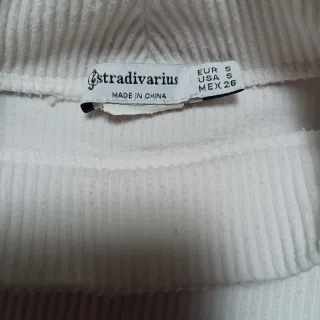 stradivarius
MADE IN CHINA
EUR S
USA S
MEX 26